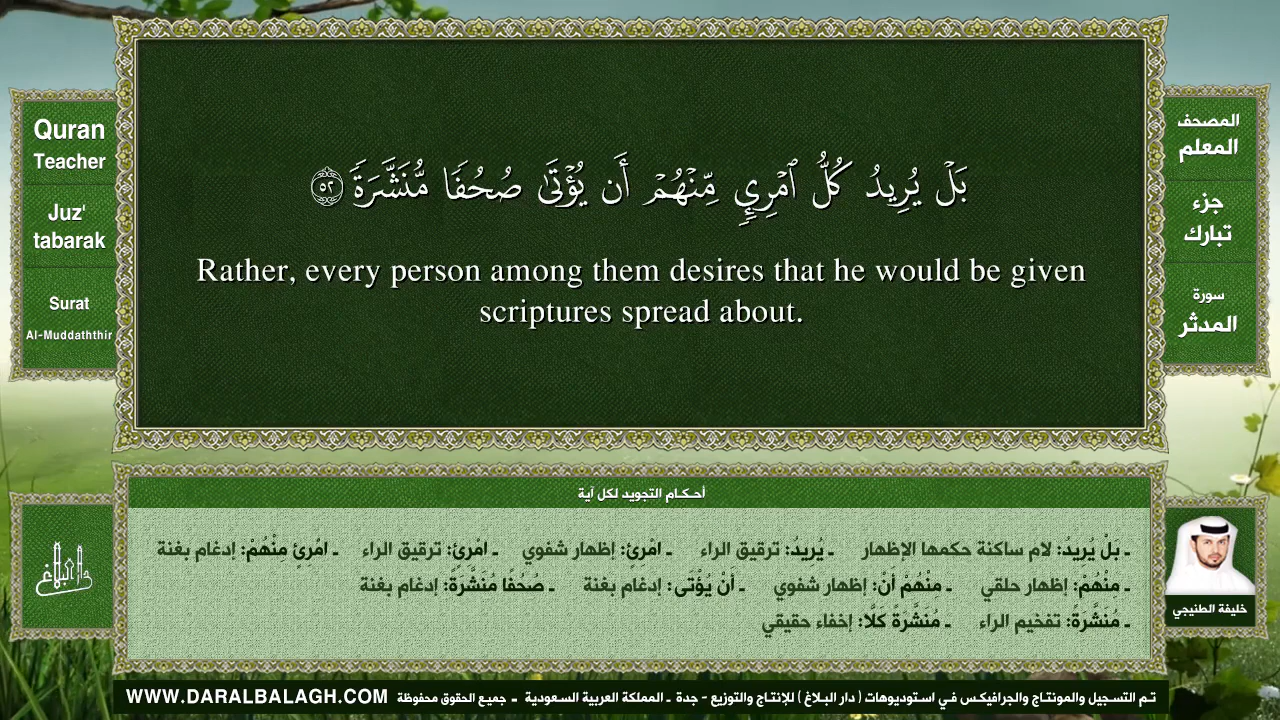 Quran
Teacher
Juz'
tabarak
Surat
Al-Muddaththir
المصحف
المعلم
جزء
تبارك
سورة
المدثر
بَلۡ يُرِيدُ كُلُّ ٱمۡرِيٕٖ مِّنۡهُمۡ أَن يُؤۡتَىٰ صُحُفٗا مُّنَشَّرَةٗ ٥٢
Rather, every person among them desires that he would be given
scriptures spread about.
أحكام التجويد لكل آية
ـ بَلْ يُرِيدُ: لام ساكنة حكمها الإظهار ـ يُرِيدُ: ترقيق الراء ـ امْرِئٍ: إظهار شفوي ـ امْرِئٍ: ترقيق الراء ـ امْرِئٍ مِنْهُمْ: إدغام بغنة
ـ مِنْهُمْ: إظهار حلقي ـ مِنْهُمْ أَنْ: إظهار شفوي ـ أَنْ يُؤْتَى: إدغام بغنة ـ صُحُفًا مُنَشَّرَةً: إدغام بغنة
ـ مُنَشَّرَةً: تفخيم الراء ـ مُنَشَّرَةً كَلَّا: إخفاء حقيقي
دار البلاغ
خليفة الطنيجي
تم التسجيل والمونتاج والجرافيكس في استوديوهات ( دار البلاغ ) للإنتاج والتوزيع - جدة ـ المملكة العربية السعودية ـ جميع الحقوق محفوظة WWW.DARALBALAGH.COM